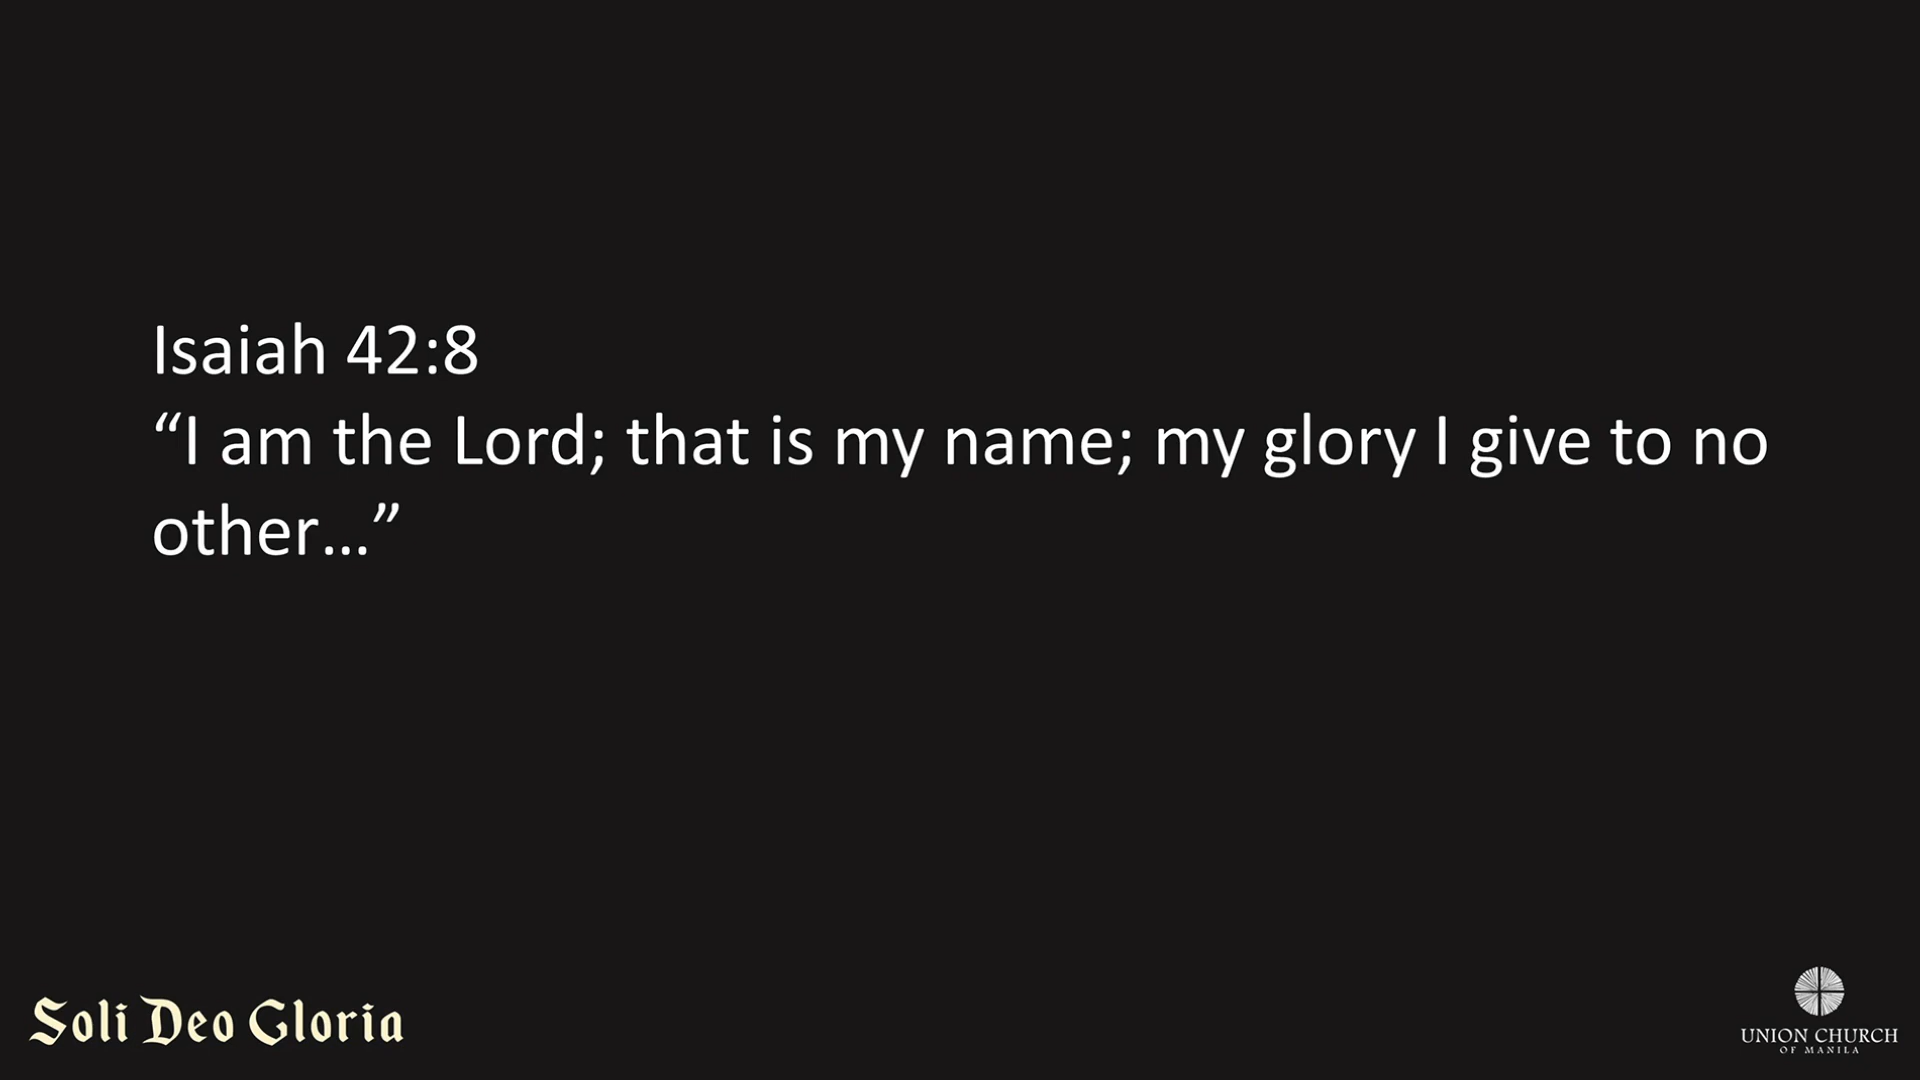 Isaiah 42:8
“I am the Lord; that is my name; my glory I give to no
other...”
Soli Deo Gloria
UNION CHURCH
OF MANILA